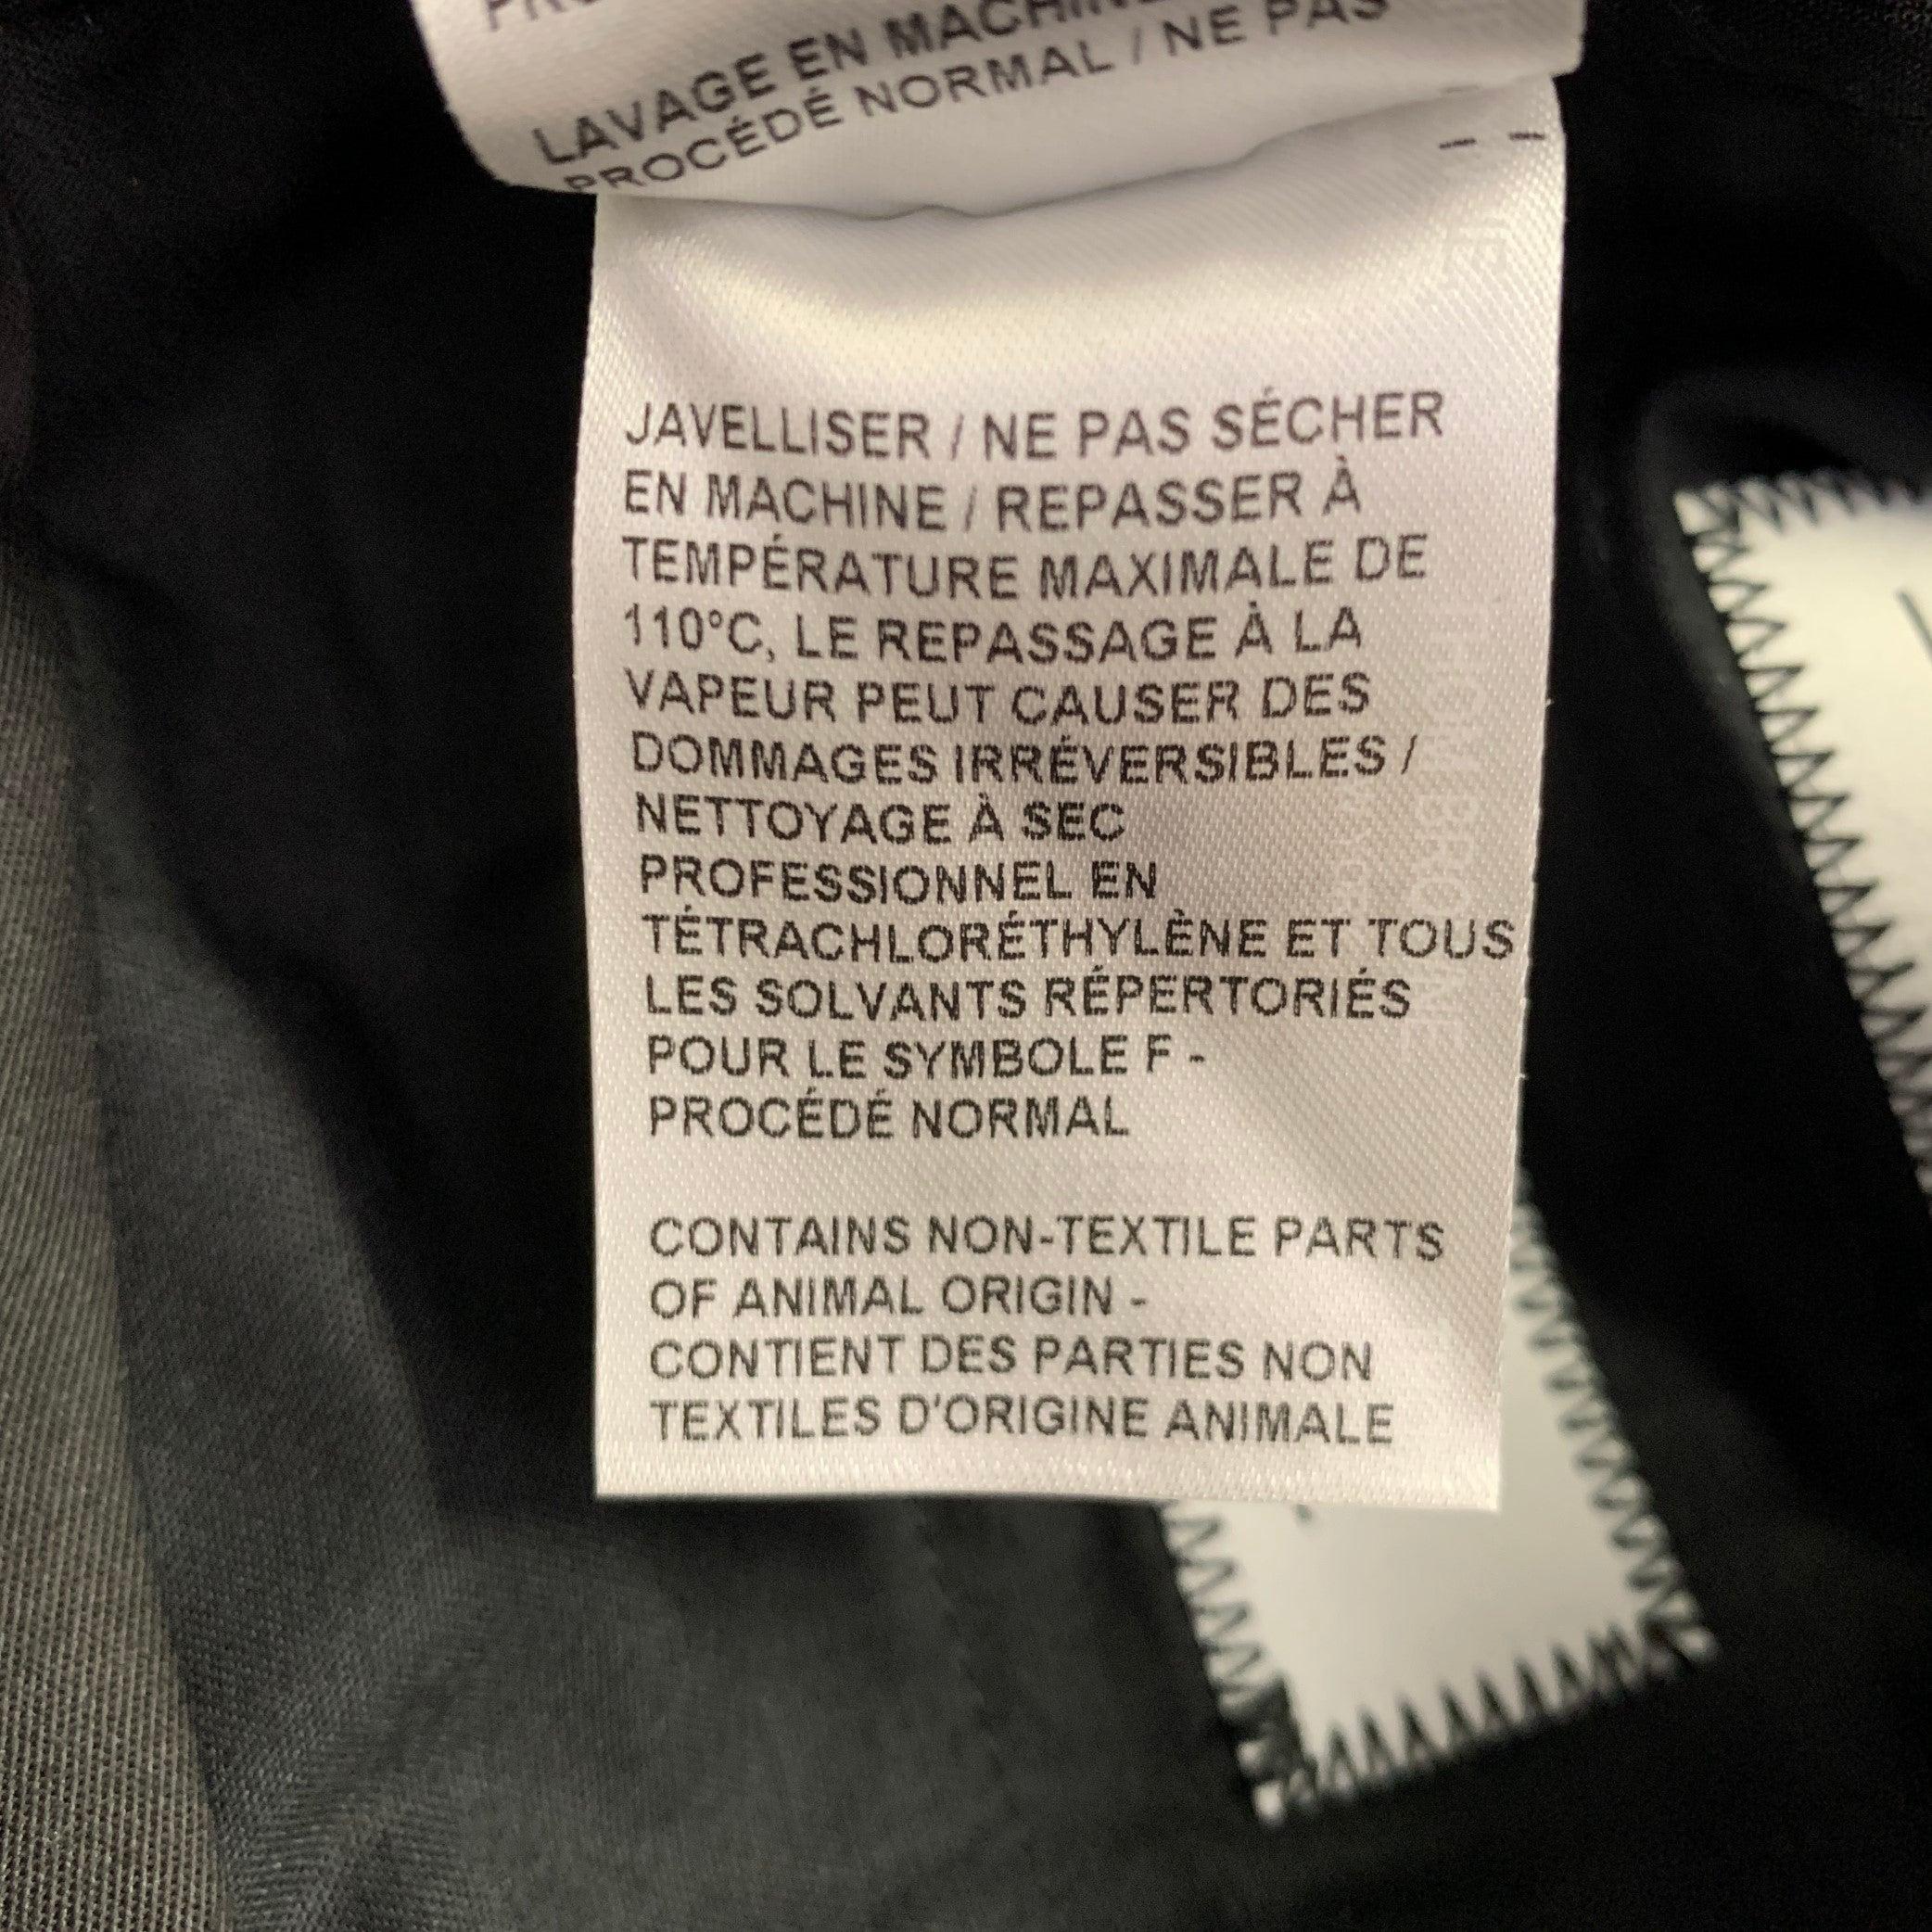 LAVAGE EN MACHINE
PROCÉDÉ NORMAL / NE PAS
JAVELLISER / NE PAS SÉCHER
EN MACHINE / REPASSER À
TEMPÉRATURE MAXIMALE DE
110°C, LE REPASSAGE À LA
VAPEUR PEUT CAUSER DES
DOMMAGES IRRÉVERSIBLES /
NETTOYAGE À SEC
PROFESSIONNEL EN
TÉTRACHLORÉTHYLÈNE ET TOUS
LES SOLVANTS RÉPERTORIÉS
POUR LE SYMBOLE F -
PROCÉDÉ NORMAL
CONTAINS NON-TEXTILE PARTS
OF ANIMAL ORIGIN -
CONTIENT DES PARTIES NON
TEXTILES D'ORIGINE ANIMALE